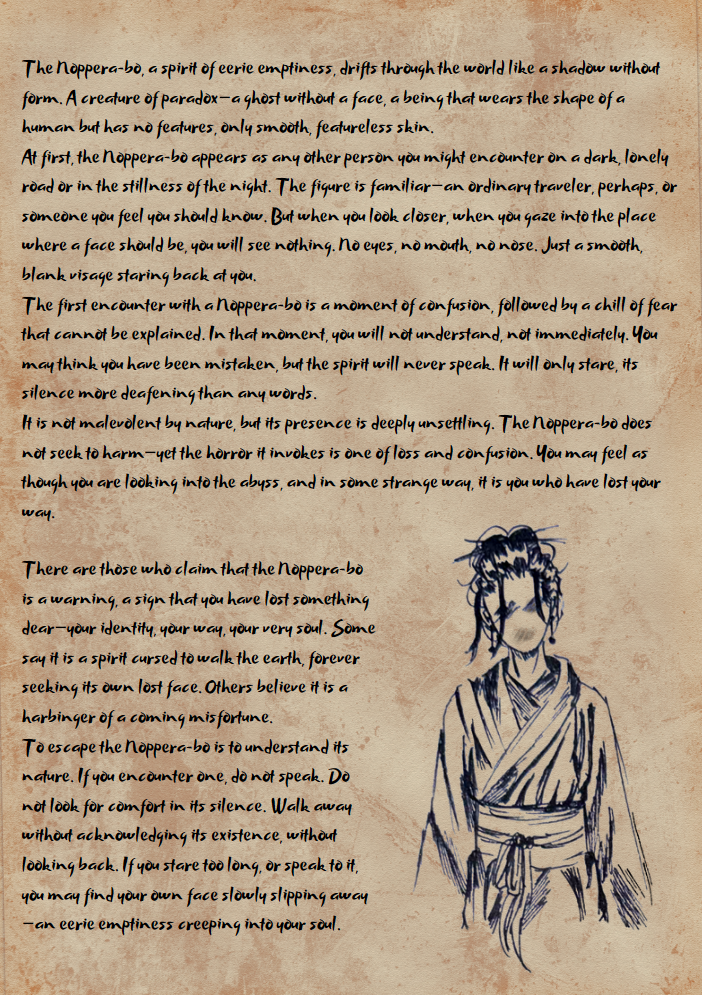 The Noppera-bō, a spirit of eerie emptiness, drifts through the world like a shadow without
form. A creature of paradox—a ghost without a face, a being that wears the shape of a
human but has no features, only smooth, featureless skin.
At first, the Noppera-bō appears as any other person you might encounter on a dark, lonely
road or in the stillness of the night. The figure is familiar—an ordinary traveler, perhaps, or
someone you feel you should know. But when you look closer, when you gaze into the place
where a face should be, you will see nothing. No eyes, no mouth, no nose. Just a smooth,
blank visage staring back at you.
The first encounter with a Noppera-bō is a moment of confusion, followed by a chill of fear
that cannot be explained. In that moment, you will not understand, not immediately. You
may think you have been mistaken, but the spirit will never speak. It will only stare, its
silence more deafening than any words.
It is not malevolent by nature, but its presence is deeply unsettling. The Noppera-bō does
not seek to harm—yet the horror it invokes is one of loss and confusion. You may feel as
though you are looking into the abyss, and in some strange way, it is you who have lost your
way.
There are those who claim that the Noppera-bō
is a warning, a sign that you have lost something
dear—your identity, your way, your very soul. Some
say it is a spirit cursed to walk the earth, forever
seeking its own lost face. Others believe it is a
harbinger of a coming misfortune.
To escape the Noppera-bō is to understand its
nature. If you encounter one, do not speak. Do
not look for comfort in its silence. Walk away
without acknowledging its existence, without
looking back. If you stare too long, or speak to it,
you may find your own face slowly slipping away
—an eerie emptiness creeping into your soul.